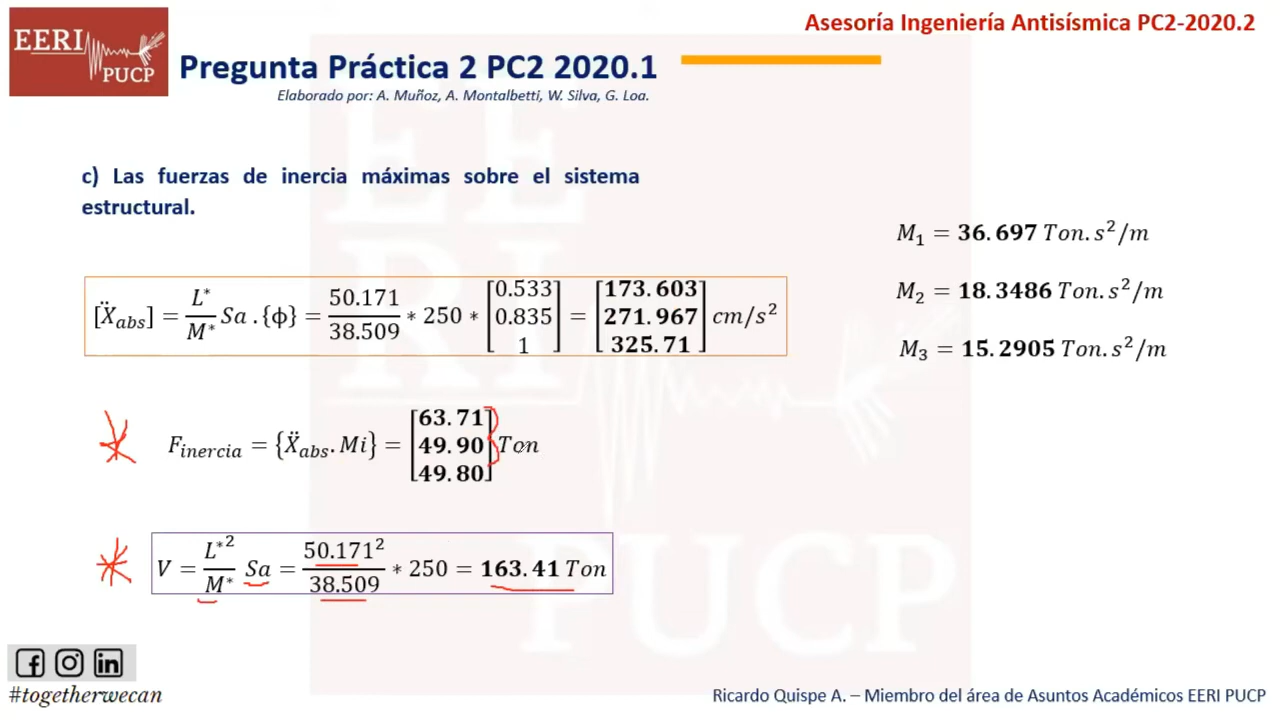 EERI
PUCP
Asesoría Ingeniería Antisísmica PC2-2020.2
Pregunta Práctica 2 PC2 2020.1
Elaborado por: A. Muñoz, A. Montalbetti, W. Silva, G. Loa.
c) Las fuerzas de inercia máximas sobre el sistema
estructural.
[Ẍabs] = L*/M* Sa . {ϕ} = 50.171/38.509 * 250 * [0.533 0.835 1] = [173.603 271.967 325.71] cm/s²
Finercia = {Ẍabs. Mi} = [63.71 49.90 49.80] Ton
V = L*²/M* Sa = 50.171²/38.509 * 250 = 163.41 Ton
M₁ = 36.697 Ton. s²/m
M₂ = 18.3486 Ton. s²/m
M₃ = 15.2905 Ton. s²/m
EERI
PUCP
#togetherwecan
Ricardo Quispe A. – Miembro del área de Asuntos Académicos EERI PUCP